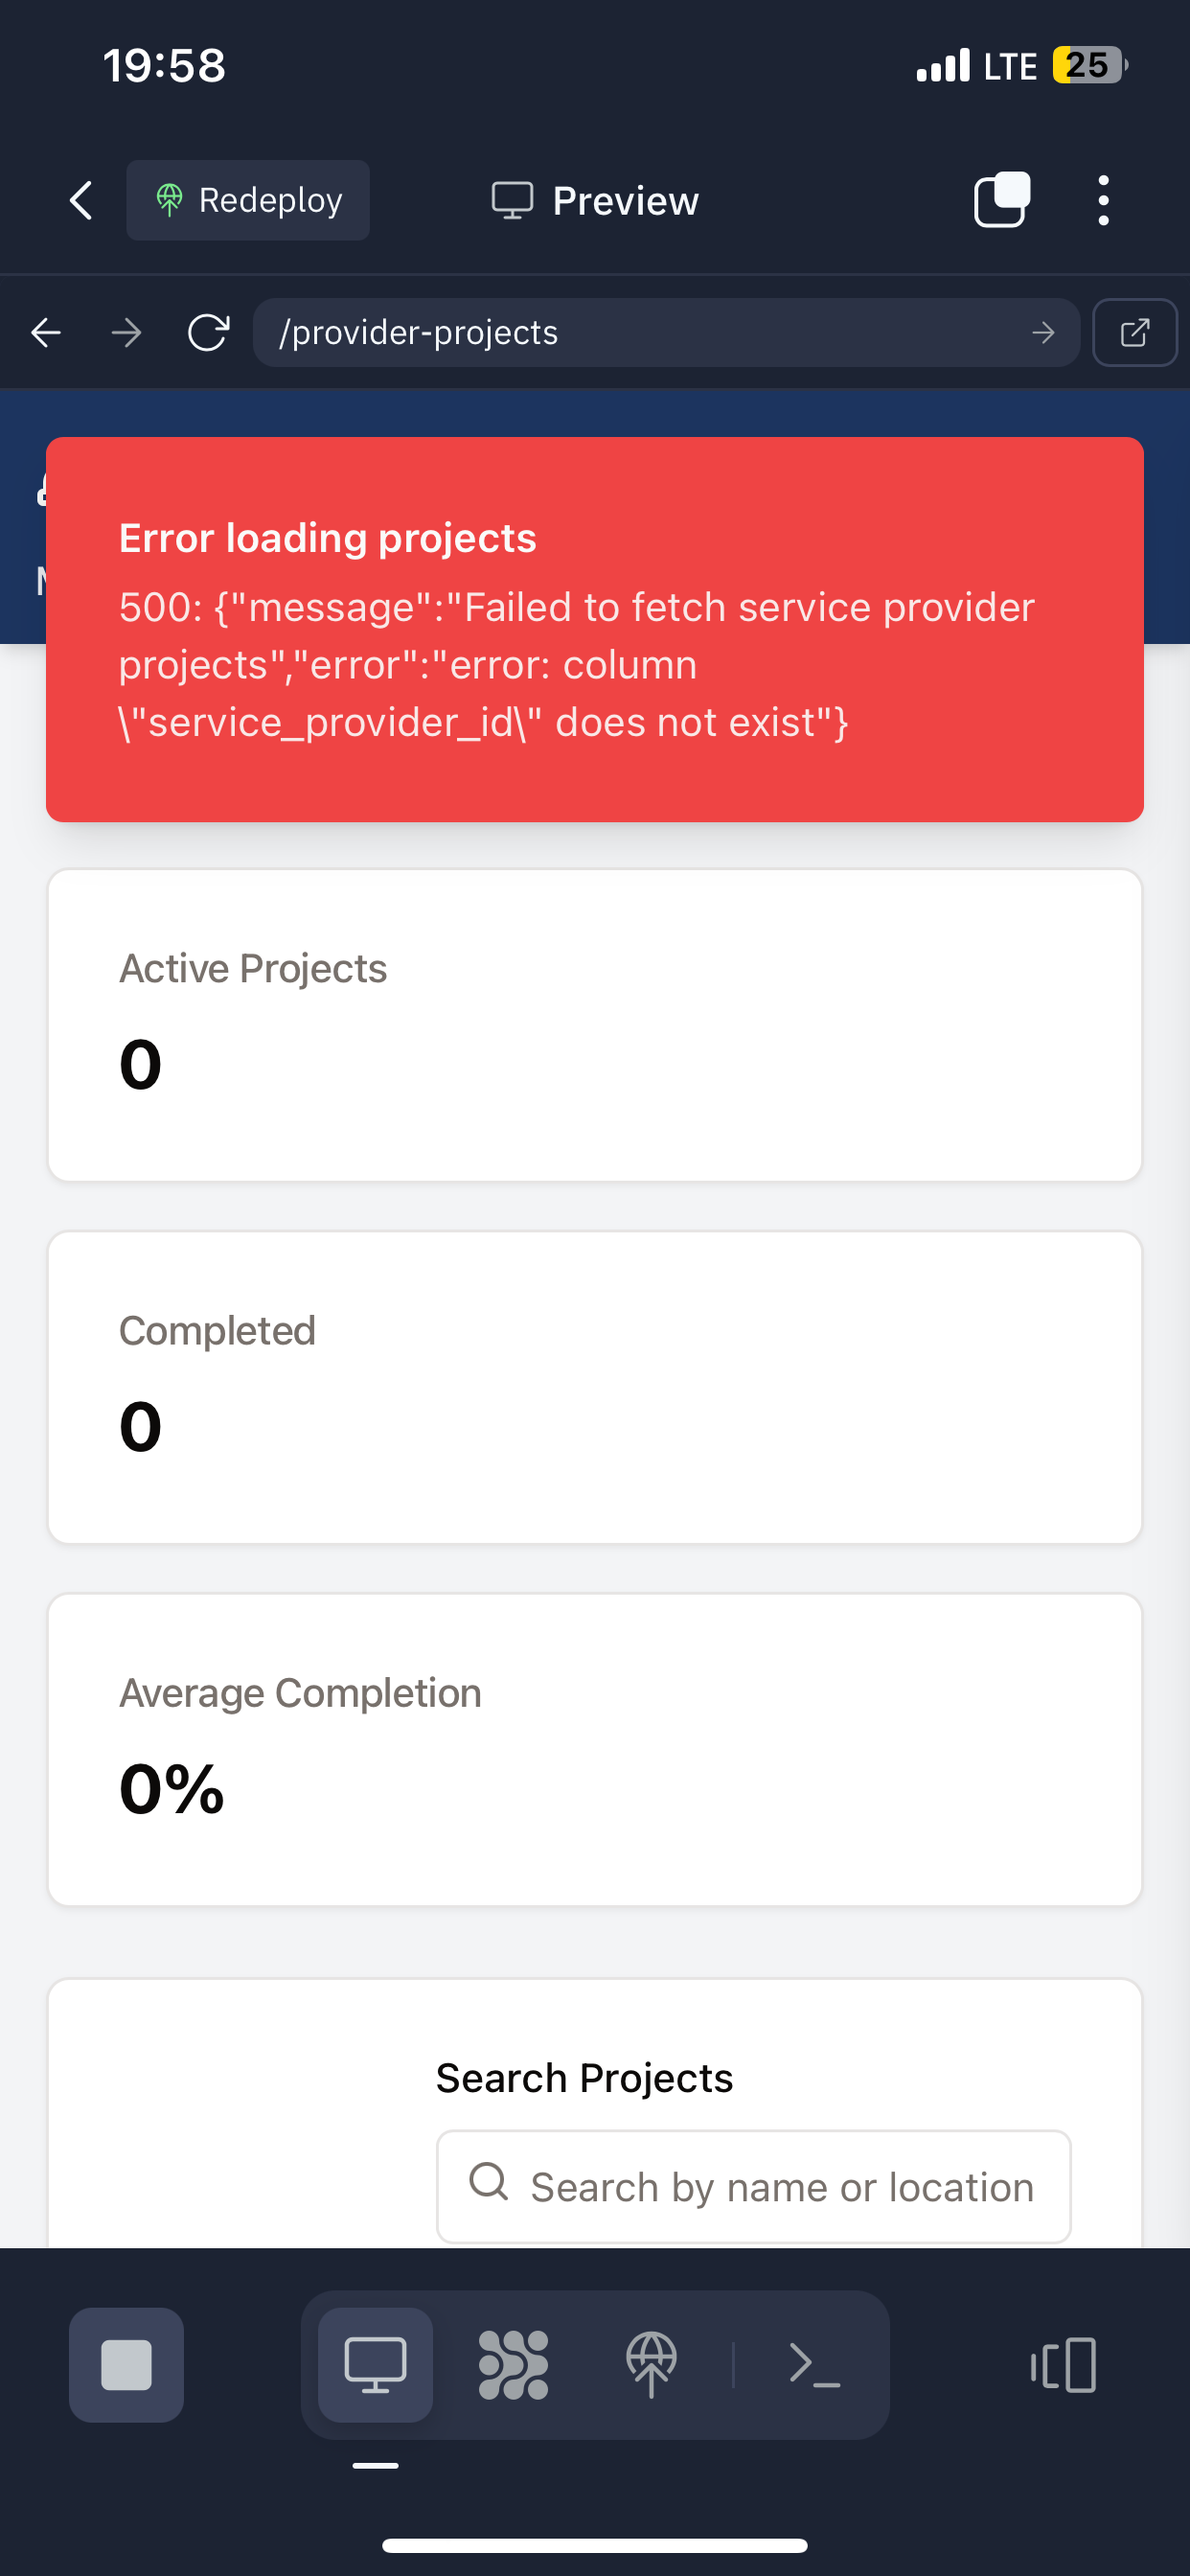 19:58
LTE 25
Redeploy
Preview
/provider-projects
Error loading projects
500: {"message":"Failed to fetch service provider
projects","error":"error: column
\"service_provider_id\" does not exist"}
Active Projects
0
Completed
0
Average Completion
0%
Search Projects
Search by name or location